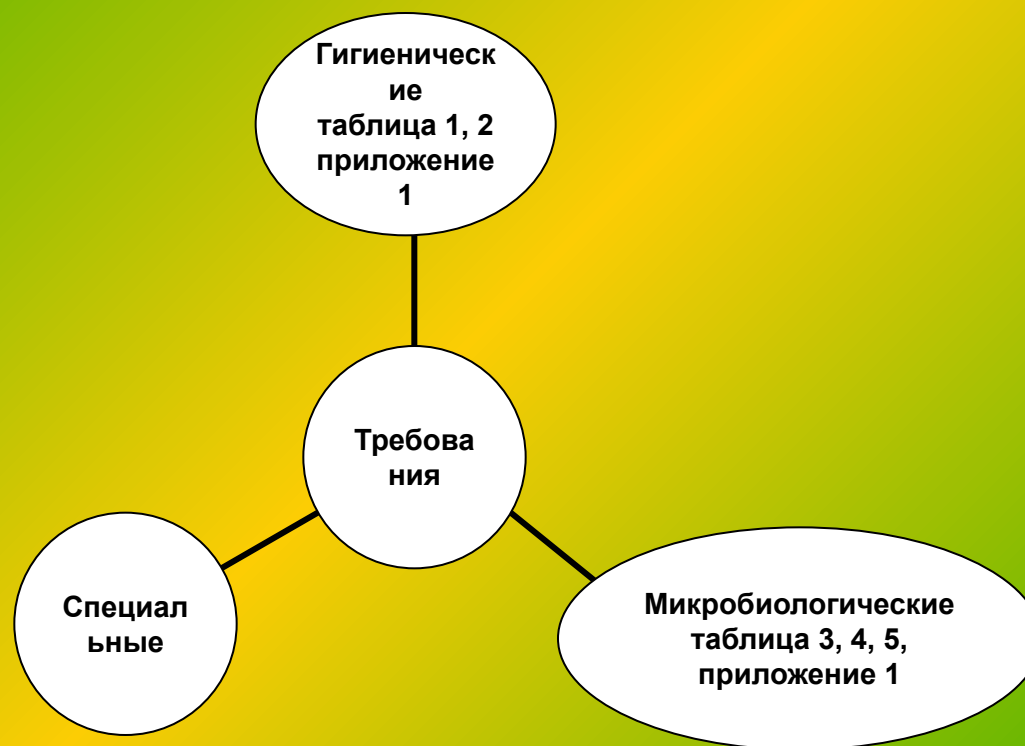 Гигиеническ
ие
таблица 1, 2
приложение
1
Требова
ния
Специал
ьные
Микробиологические
таблица 3, 4, 5,
приложение 1